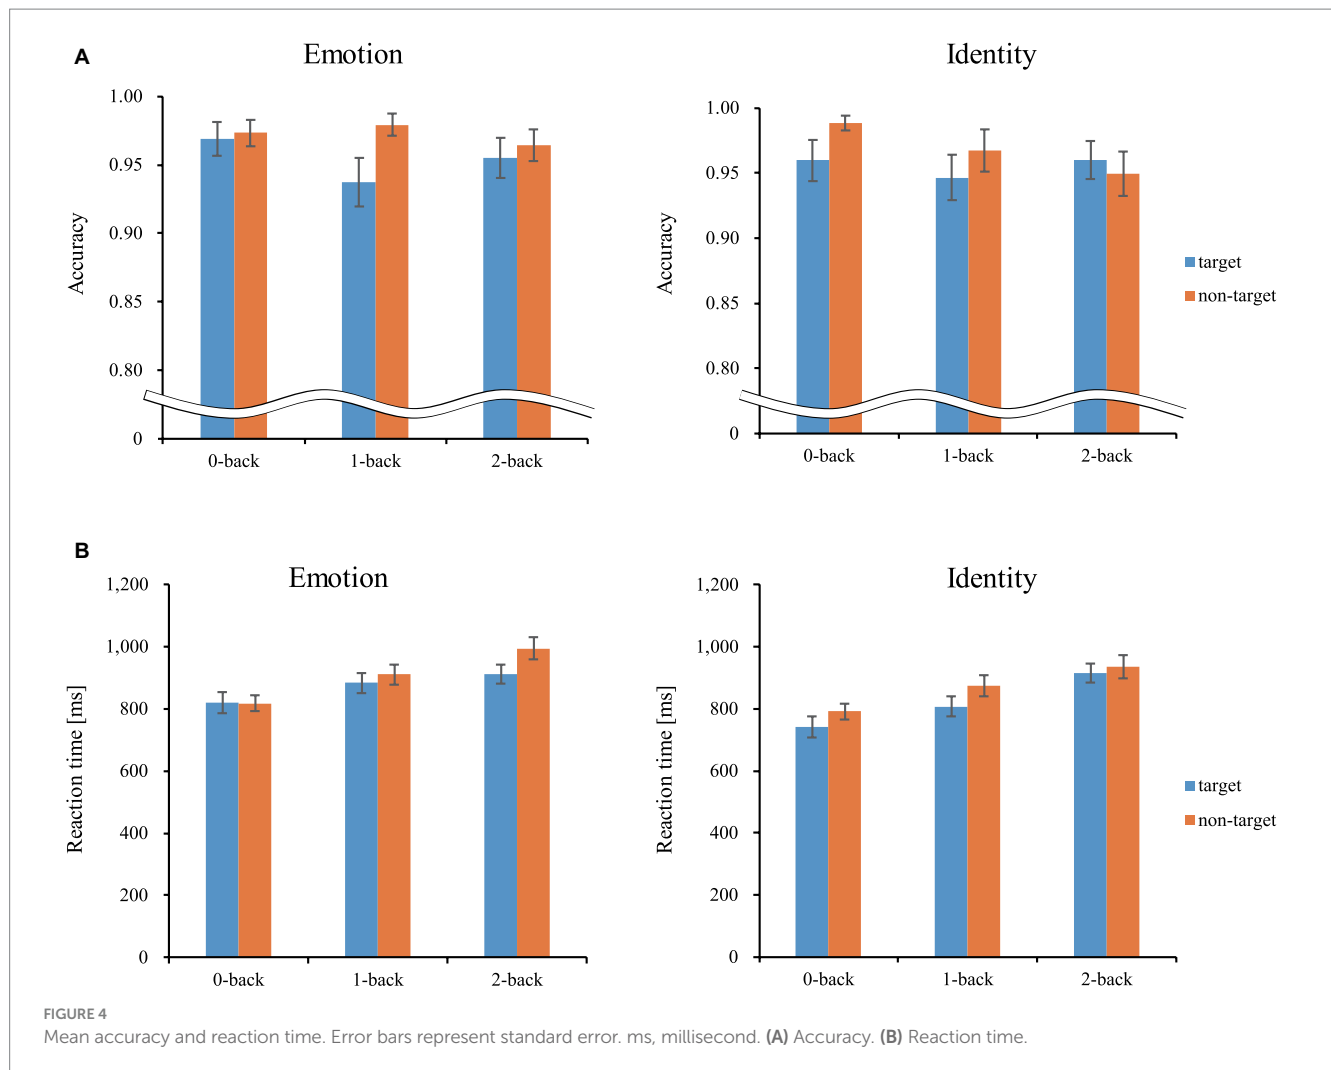 A
Emotion
Identity
1.00
0.95
0.90
0.85
0.80
0
Accuracy
0-back
1-back
2-back
1.00
0.95
0.90
0.85
0.80
0
Accuracy
0-back
1-back
2-back
target
non-target
B
Emotion
Identity
1,200
1,000
800
600
400
200
0
Reaction time [ms]
0-back
1-back
2-back
1,200
1,000
800
600
400
200
0
Reaction time [ms]
0-back
1-back
2-back
target
non-target
FIGURE 4
Mean accuracy and reaction time. Error bars represent standard error. ms, millisecond. (A) Accuracy. (B) Reaction time.